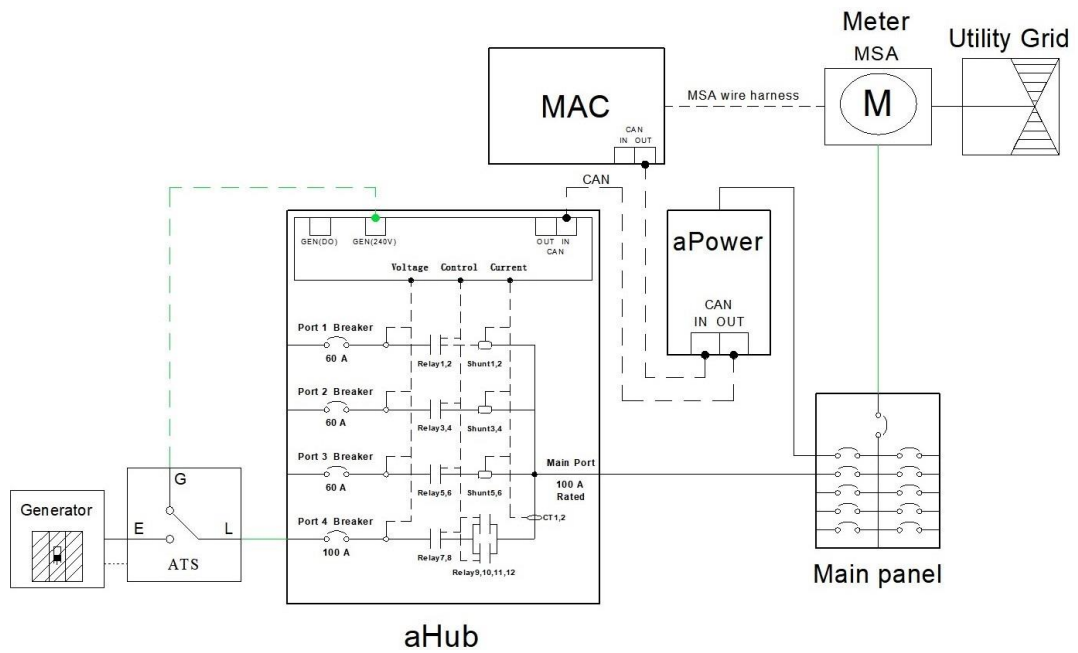 Meter
MSA
Utility Grid
M
MAC
CAN
IN OUT
MSA wire harness
CAN
aPower
CAN
IN OUT
GEN(DO)
GEN(240V)
OUT IN
CAN
Voltage Control Current
Port 1 Breaker
60 A
Relay1,2
Shunt1,2
Port 2 Breaker
60 A
Relay3,4
Shunt3,4
Port 3 Breaker
60 A
Relay5,6
Shunt5,6
Main Port
100 A
Rated
Port 4 Breaker
100 A
Relay7,8
CT1,2
Relay9,10,11,12
G
E
L
ATS
Generator
Main panel
aHub